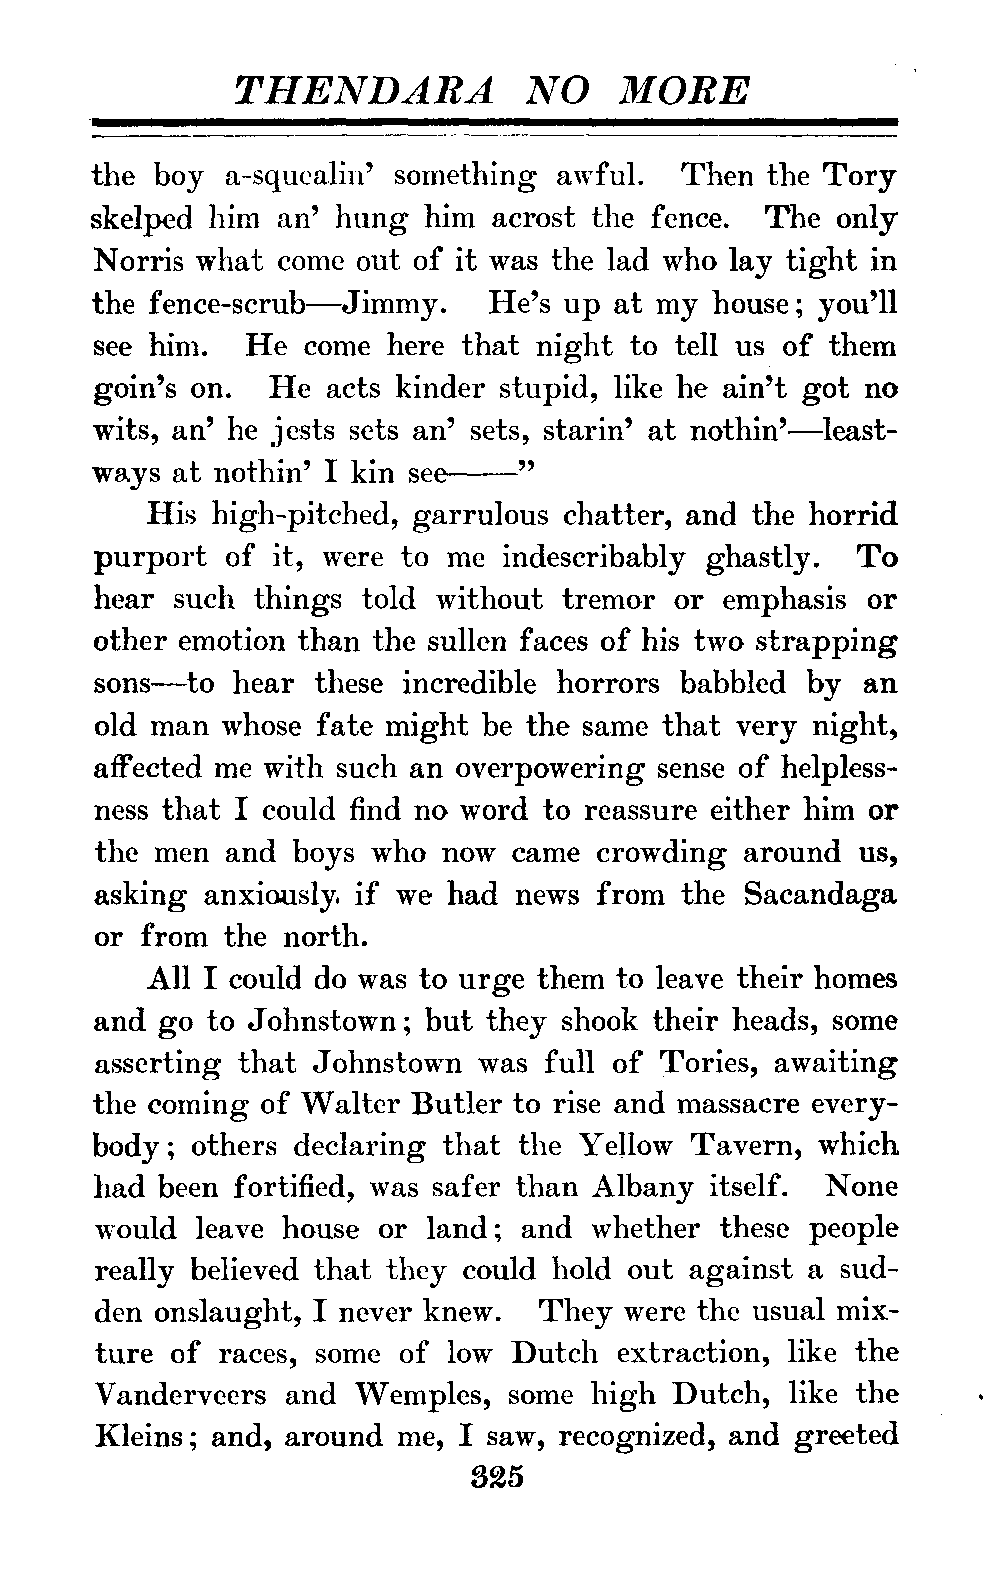 THENDARA NO MORE
the boy a-squealin’ something awful. Then the Tory
skelped him an’ hung him acrost the fence. The only
Norris what come out of it was the lad who lay tight in
the fence-scrub—Jimmy. He’s up at my house; you’ll
see him. He come here that night to tell us of them
goin’s on. He acts kinder stupid, like he ain’t got no
wits, an’ he jests sets an’ sets, starin’ at nothin’—least-
ways at nothin’ I kin see——”
His high-pitched, garrulous chatter, and the horrid
purport of it, were to me indescribably ghastly. To
hear such things told without tremor or emphasis or
other emotion than the sullen faces of his two strapping
sons—to hear these incredible horrors babbled by an
old man whose fate might be the same that very night,
affected me with such an overpowering sense of helpless-
ness that I could find no word to reassure either him or
the men and boys who now came crowding around us,
asking anxiously, if we had news from the Sacandaga
or from the north.
All I could do was to urge them to leave their homes
and go to Johnstown; but they shook their heads, some
asserting that Johnstown was full of Tories, awaiting
the coming of Walter Butler to rise and massacre every-
body; others declaring that the Yellow Tavern, which
had been fortified, was safer than Albany itself. None
would leave house or land; and whether these people
really believed that they could hold out against a sud-
den onslaught, I never knew. They were the usual mix-
ture of races, some of low Dutch extraction, like the
Vanderveers and Wemples, some high Dutch, like the
Kleins; and, around me, I saw, recognized, and greeted
325